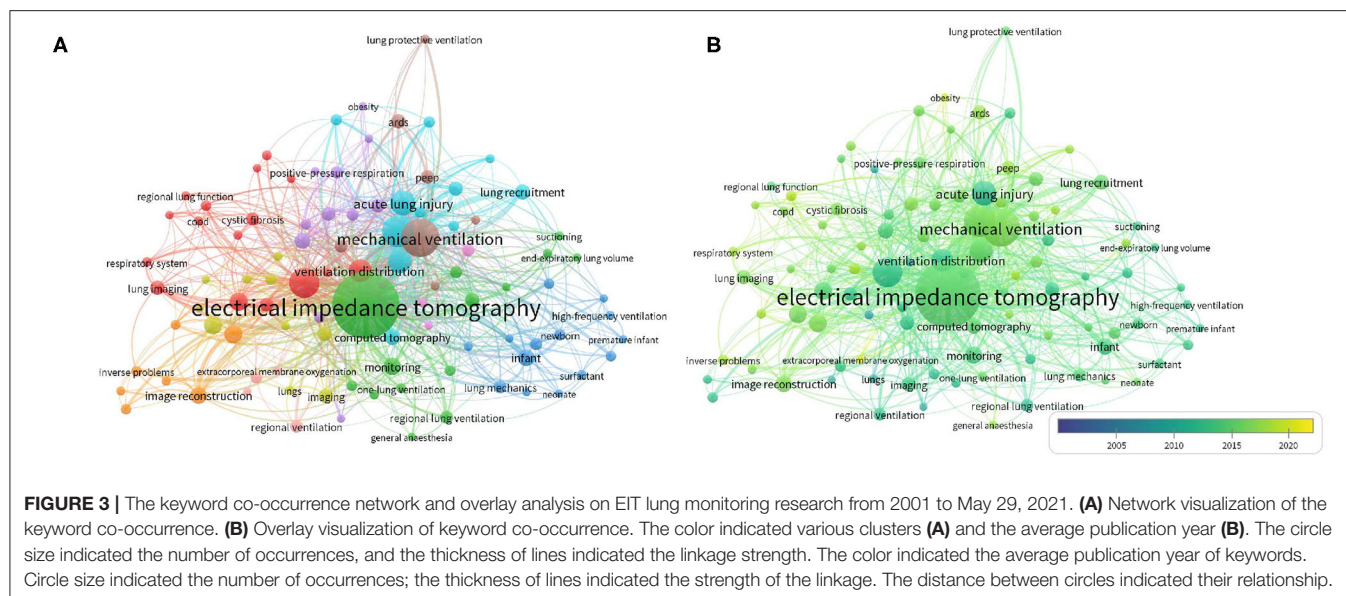 A
lung protective ventilation
obesity
ards
positive-pressure respiration
peep
regional lung function
acute lung injury
lung recruitment
copd
cystic fibrosis
mechanical ventilation
suctioning
end-expiratory lung volume
respiratory system
ventilation distribution
lung imaging
electrical impedance tomography
high-frequency ventilation
computed tomography
newborn
premature infant
infant
inverse problems
extracorporeal membrane oxygenation
monitoring
surfactant
image reconstruction
lungs
one-lung ventilation
lung mechanics
neonate
imaging
regional ventilation
regional lung ventilation
general anaesthesia
B
lung protective ventilation
obesity
ards
positive-pressure respiration
peep
regional lung function
acute lung injury
lung recruitment
copd
cystic fibrosis
mechanical ventilation
suctioning
end-expiratory lung volume
respiratory system
ventilation distribution
lung imaging
electrical impedance tomography
high-frequency ventilation
computed tomography
newborn
premature infant
infant
inverse problems
extracorporeal membrane oxygenation
monitoring
surfactant
image reconstruction
lungs
one-lung ventilation
lung mechanics
neonate
imaging
regional ventilation
regional lung ventilation
general anaesthesia
2005 2010 2015 2020
FIGURE 3 | The keyword co-occurrence network and overlay analysis on EIT lung monitoring research from 2001 to May 29, 2021. (A) Network visualization of the
keyword co-occurrence. (B) Overlay visualization of keyword co-occurrence. The color indicated various clusters (A) and the average publication year (B). The circle
size indicated the number of occurrences, and the thickness of lines indicated the linkage strength. The color indicated the average publication year of keywords.
Circle size indicated the number of occurrences; the thickness of lines indicated the strength of the linkage. The distance between circles indicated their relationship.